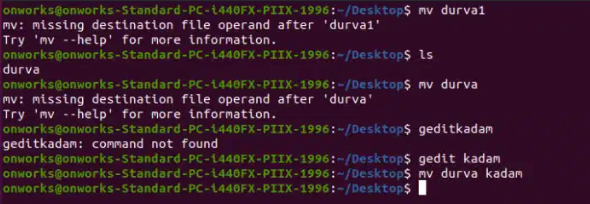 onworks@onworks-Standard-PC-i440FX-PIIX-1996:~/Desktop$ mv durva1
mv: missing destination file operand after 'durva1'
Try 'mv --help' for more information.
onworks@onworks-Standard-PC-i440FX-PIIX-1996:~/Desktop$ ls
durva
onworks@onworks-Standard-PC-i440FX-PIIX-1996:~/Desktop$ mv durva
mv: missing destination file operand after 'durva'
Try 'mv --help' for more information.
onworks@onworks-Standard-PC-i440FX-PIIX-1996:~/Desktop$ geditkadam
geditkadam: command not found
onworks@onworks-Standard-PC-i440FX-PIIX-1996:~/Desktop$ gedit kadam
onworks@onworks-Standard-PC-i440FX-PIIX-1996:~/Desktop$ mv durva kadam
onworks@onworks-Standard-PC-i440FX-PIIX-1996:~/Desktop$